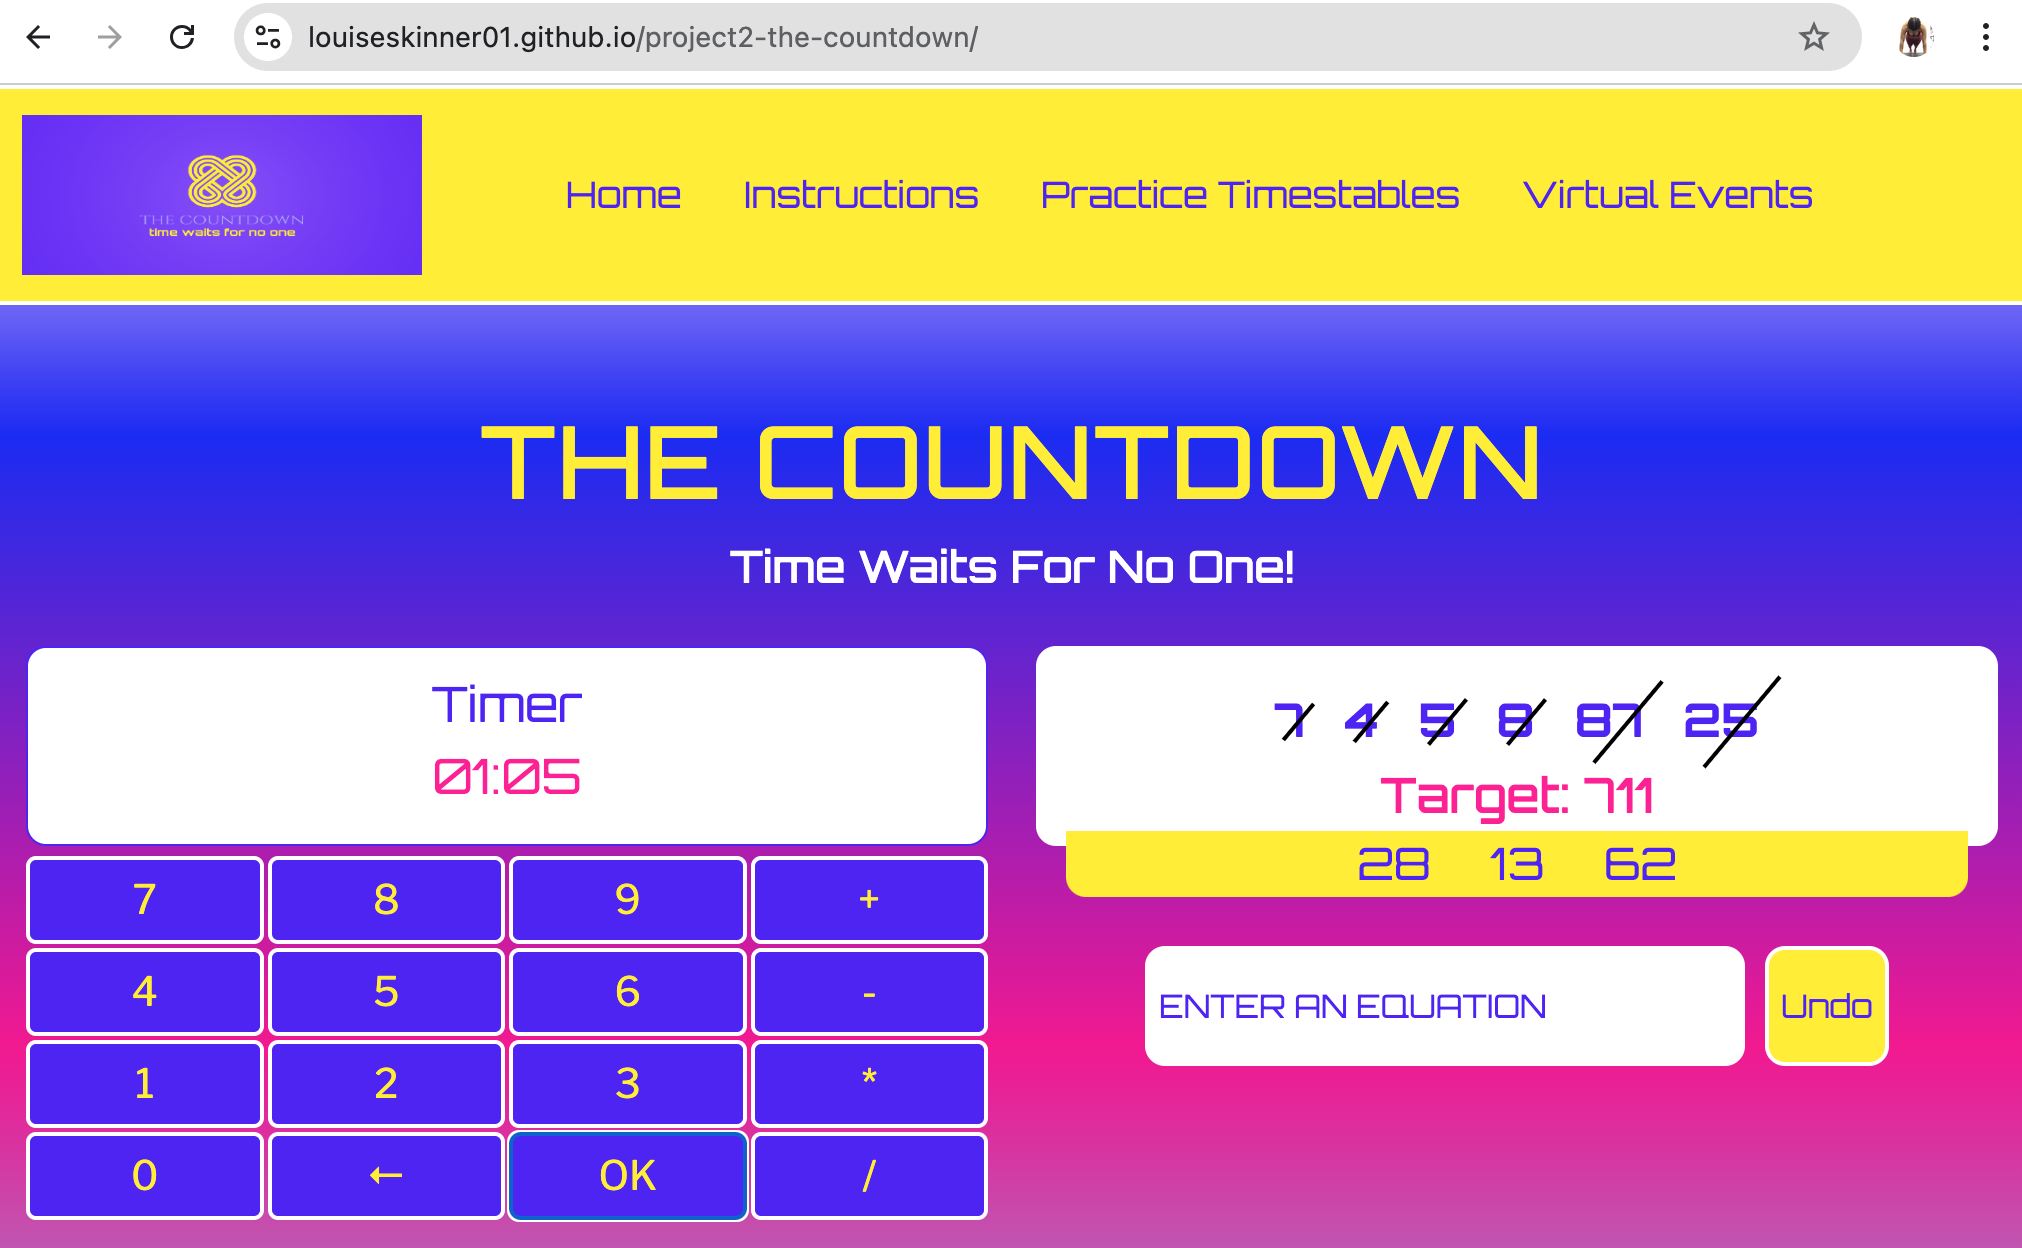 louiseskinner01.github.io/project2-the-countdown/
THE COUNTDOWN
time waits for no one
Home Instructions Practice Timestables Virtual Events
THE COUNTDOWN
Time Waits For No One!
Timer
01:05
7 4 5 8 87 25
Target: 711
28 13 62
7 8 9 +
4 5 6 -
1 2 3 *
0 ← OK /
ENTER AN EQUATION
Undo